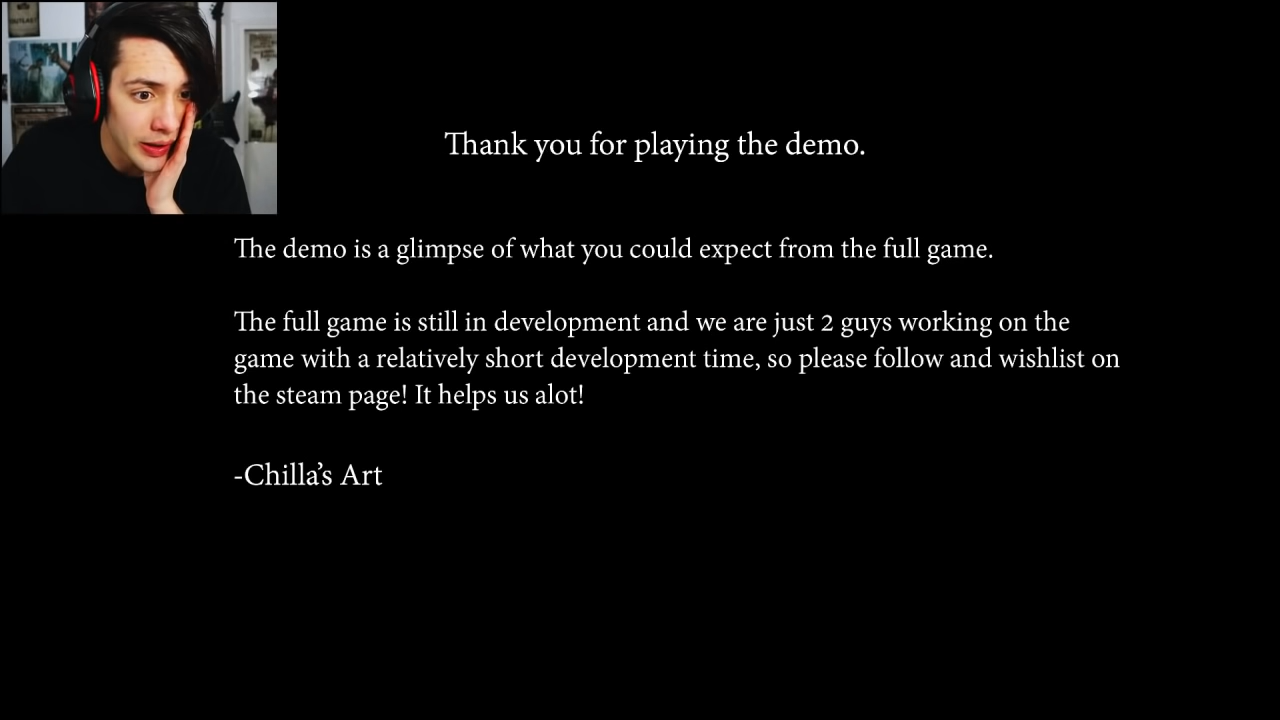 OUTLAST
Thank you for playing the demo.
The demo is a glimpse of what you could expect from the full game.
The full game is still in development and we are just 2 guys working on the
game with a relatively short development time, so please follow and wishlist on
the steam page! It helps us alot!
-Chilla's Art